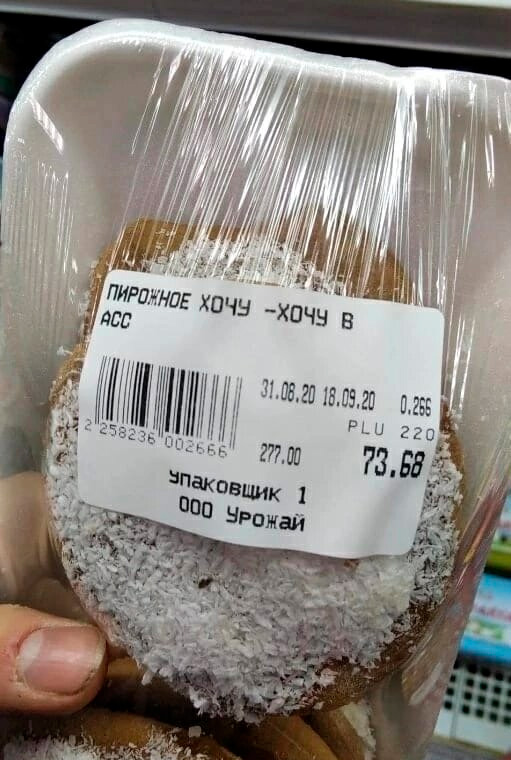 ПИРОЖНОЕ ХОЧУ -ХОЧУ В
АСС
31.08.20 18.09.20 0.266
PLU 220
2 258236 002666
277.00 73.68
Упаковщик 1
ООО Урожай